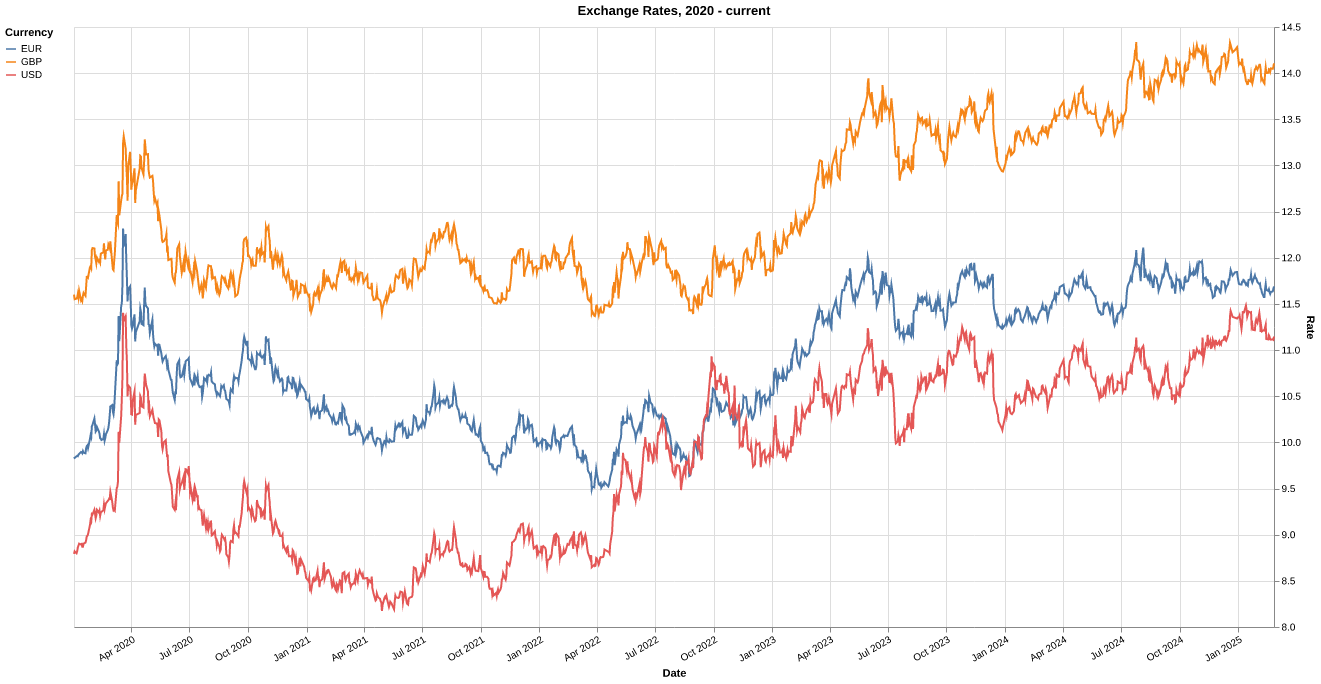 Exchange Rates, 2020 - current
Currency
EUR
GBP
USD
14.5
14.0
13.5
13.0
12.5
12.0
11.5
11.0
10.5
10.0
9.5
9.0
8.5
8.0
Rate
Apr 2020
Jul 2020
Oct 2020
Jan 2021
Apr 2021
Jul 2021
Oct 2021
Jan 2022
Apr 2022
Jul 2022
Oct 2022
Jan 2023
Apr 2023
Jul 2023
Oct 2023
Jan 2024
Apr 2024
Jul 2024
Oct 2024
Jan 2025
Date